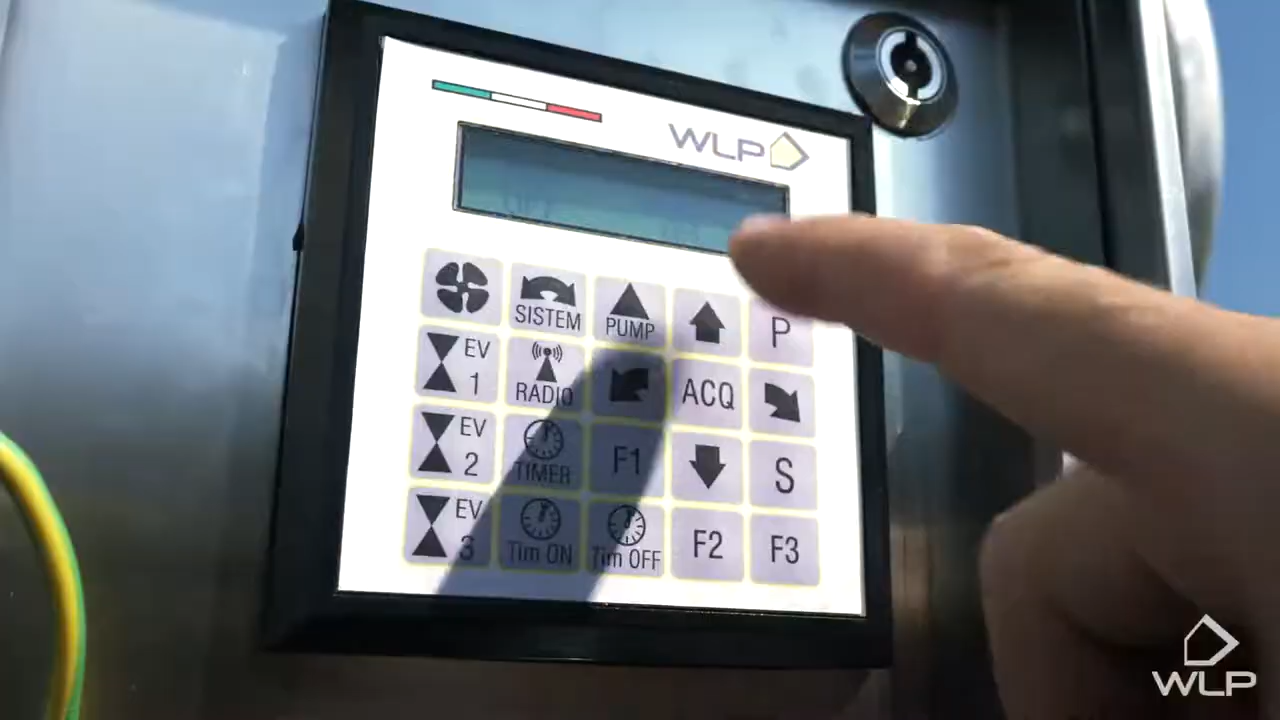 WLP
SISTEM
PUMP
P
EV
1
RADIO
ACQ
EV
2
TIMER
F1
S
EV
3
Tim ON
Tim OFF
F2
F3
WLP